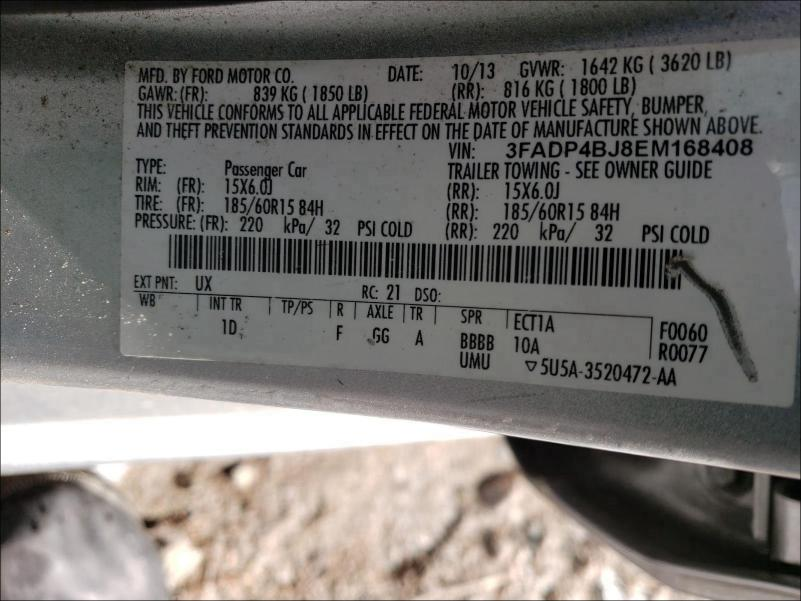 MFD. BY FORD MOTOR CO. DATE: 10/13 GVWR: 1642 KG ( 3620 LB)
GAWR:(FR): 839 KG ( 1850 LB) (RR): 816 KG ( 1800 LB)
THIS VEHICLE CONFORMS TO ALL APPLICABLE FEDERAL MOTOR VEHICLE SAFETY, BUMPER,
AND THEFT PREVENTION STANDARDS IN EFFECT ON THE DATE OF MANUFACTURE SHOWN ABOVE.
VIN: 3FADP4BJ8EM168408
TYPE: Passenger Car TRAILER TOWING - SEE OWNER GUIDE
RIM: (FR): 15X6.0J (RR): 15X6.0J
TIRE: (FR): 185/60R15 84H (RR): 185/60R15 84H
PRESSURE: (FR): 220 kPa/ 32 PSI COLD (RR): 220 kPa/ 32 PSI COLD
EXT PNT: UX RC: 21 DSO:
WB INT TR TP/PS R AXLE TR SPR ECT1A F0060
1D F GG A BBBB 10A R0077
UMU ▽5U5A-3520472-AA